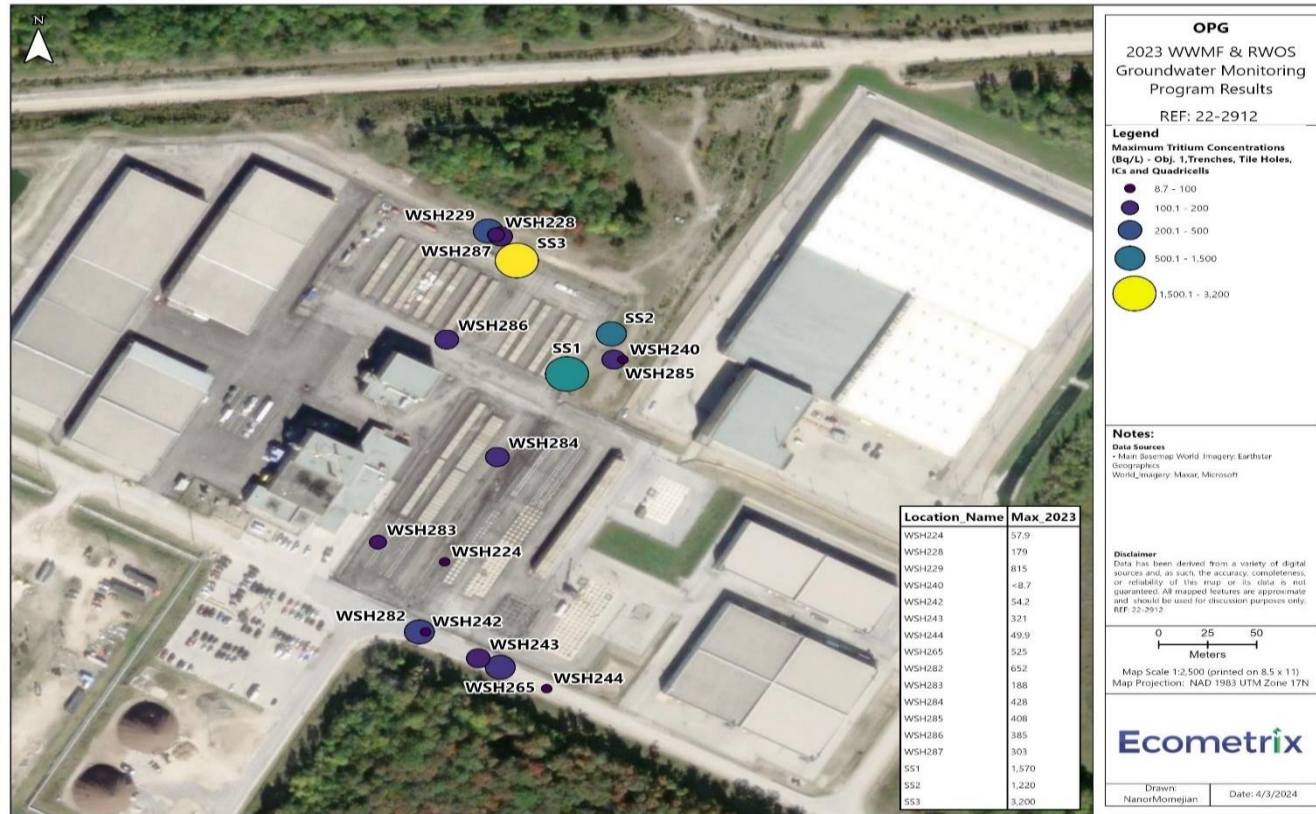 N
WSH229
WSH228
WSH287
SS3
WSH286
SS2
SS1
WSH240
WSH285
WSH284
WSH283
WSH224
WSH282
WSH242
WSH243
WSH265
WSH244
Location_Name Max_2023
WSH224 57.9
WSH228 179
WSH229 815
WSH240 <8.7
WSH242 54.2
WSH243 321
WSH244 49.9
WSH265 525
WSH282 652
WSH283 188
WSH284 428
WSH285 408
WSH286 385
WSH287 303
SS1 1,570
SS2 1,220
SS3 3,200
OPG
2023 WWMF & RWOS
Groundwater Monitoring
Program Results
REF: 22-2912
Legend
Maximum Tritium Concentrations
(Bq/L) - Obj. 1,Trenches, Tile Holes,
ICs and Quadricells
8.7 - 100
100.1 - 200
200.1 - 500
500.1 - 1,500
1,500.1 - 3,200
Notes:
Data Sources
- Main Basemap World Imagery: Earthstar
Geographics
World_Imagery: Maxar, Microsoft
Disclaimer
Data has been derived from a variety of digital
sources and, as such, the accuracy, completeness,
or reliability of this map or its data is not
guaranteed. All mapped features are approximate
and should be used for discussion purposes only.
REF: 22-2912
0 25 50
Meters
Map Scale 1:2,500 (printed on 8.5 x 11)
Map Projection: NAD 1983 UTM Zone 17N
Ecometrix
Drawn:
NanorMomejian
Date: 4/3/2024